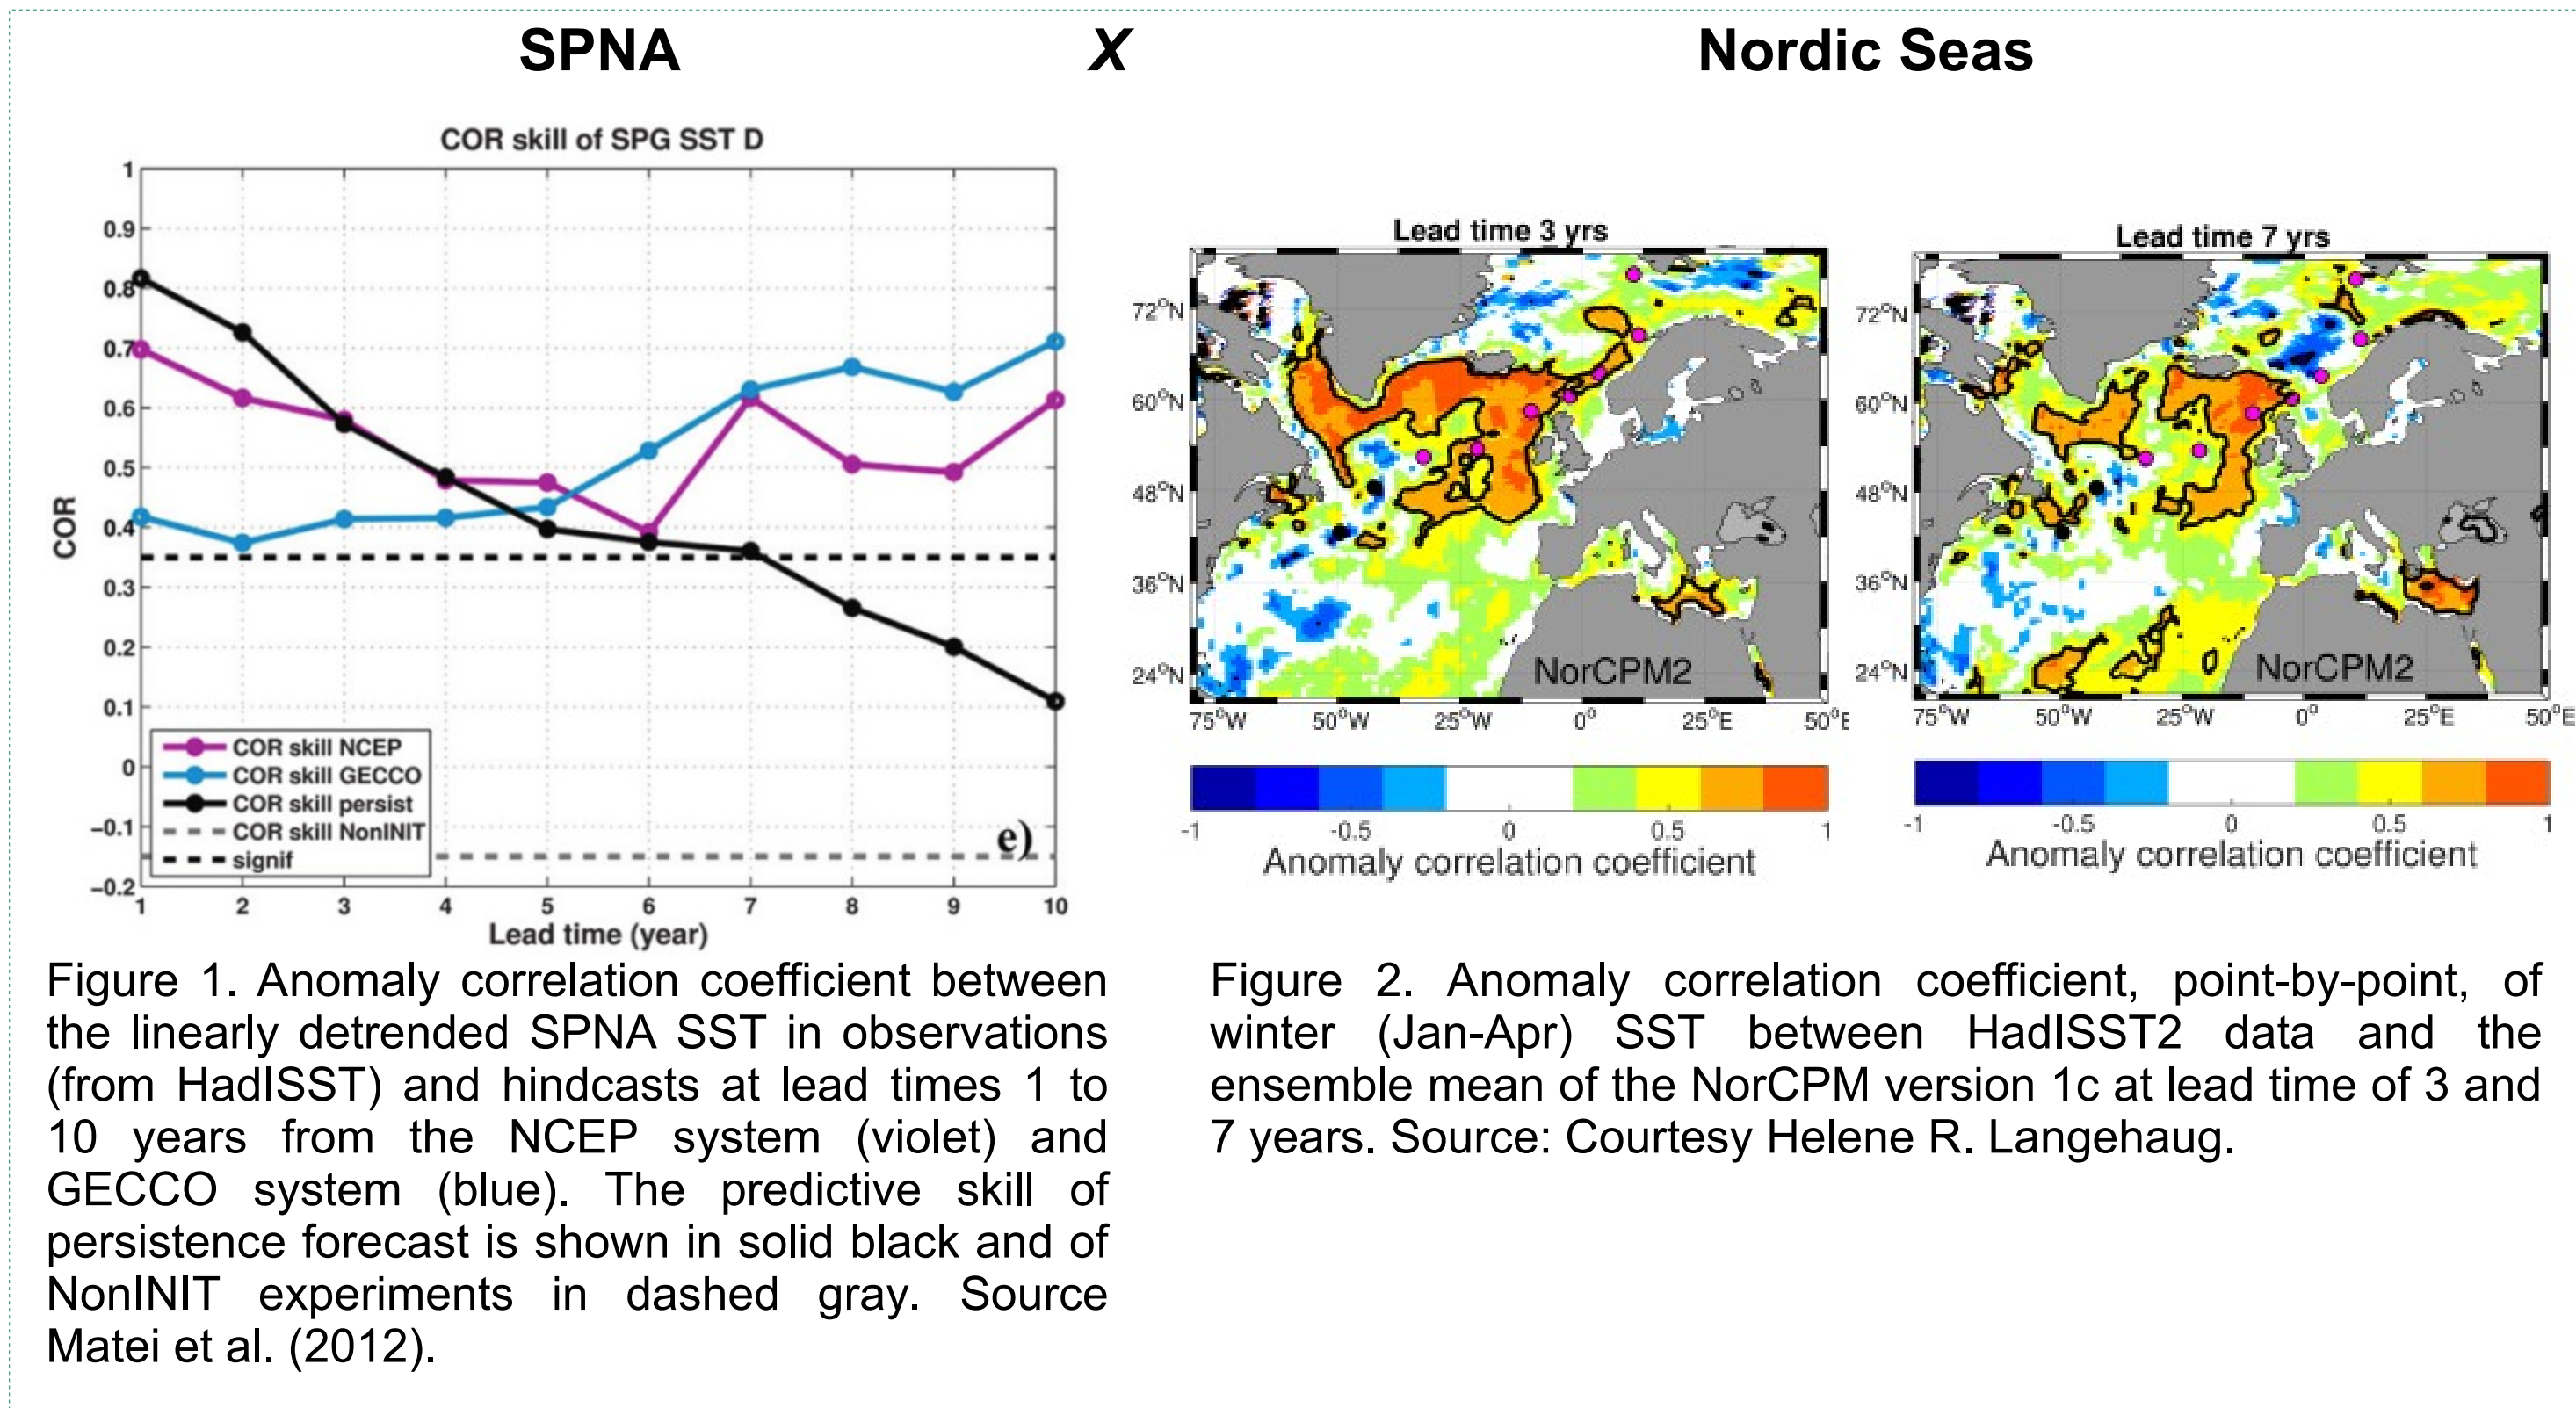 SPNA X Nordic Seas
COR skill of SPG SST D
1
0.9
0.8
0.7
0.6
0.5
0.4
0.3
0.2
0.1
0
−0.1
−0.2
COR
COR skill NCEP
COR skill GECCO
COR skill persist
COR skill NonINIT
signif
e)
1 2 3 4 5 6 7 8 9 10
Lead time (year)
Lead time 3 yrs
72°N
60°N
48°N
36°N
24°N
NorCPM2
75°W 50°W 25°W 0° 25°E 50°E
-1 -0.5 0 0.5 1
Anomaly correlation coefficient
Lead time 7 yrs
72°N
60°N
48°N
36°N
24°N
NorCPM2
75°W 50°W 25°W 0° 25°E 50°E
-1 -0.5 0 0.5 1
Anomaly correlation coefficient
Figure 1. Anomaly correlation coefficient between
the linearly detrended SPNA SST in observations
(from HadISST) and hindcasts at lead times 1 to
10 years from the NCEP system (violet) and
GECCO system (blue). The predictive skill of
persistence forecast is shown in solid black and of
NonINIT experiments in dashed gray. Source
Matei et al. (2012).
Figure 2. Anomaly correlation coefficient, point-by-point, of
winter (Jan-Apr) SST between HadISST2 data and the
ensemble mean of the NorCPM version 1c at lead time of 3 and
7 years. Source: Courtesy Helene R. Langehaug.